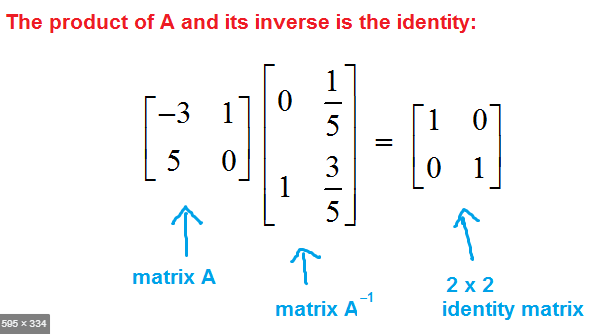 The product of A and its inverse is the identity:
[−3 1; 5 0] [0 1/5; 1 3/5] = [1 0; 0 1]
matrix A
matrix A⁻¹
2 x 2
identity matrix
595 × 334